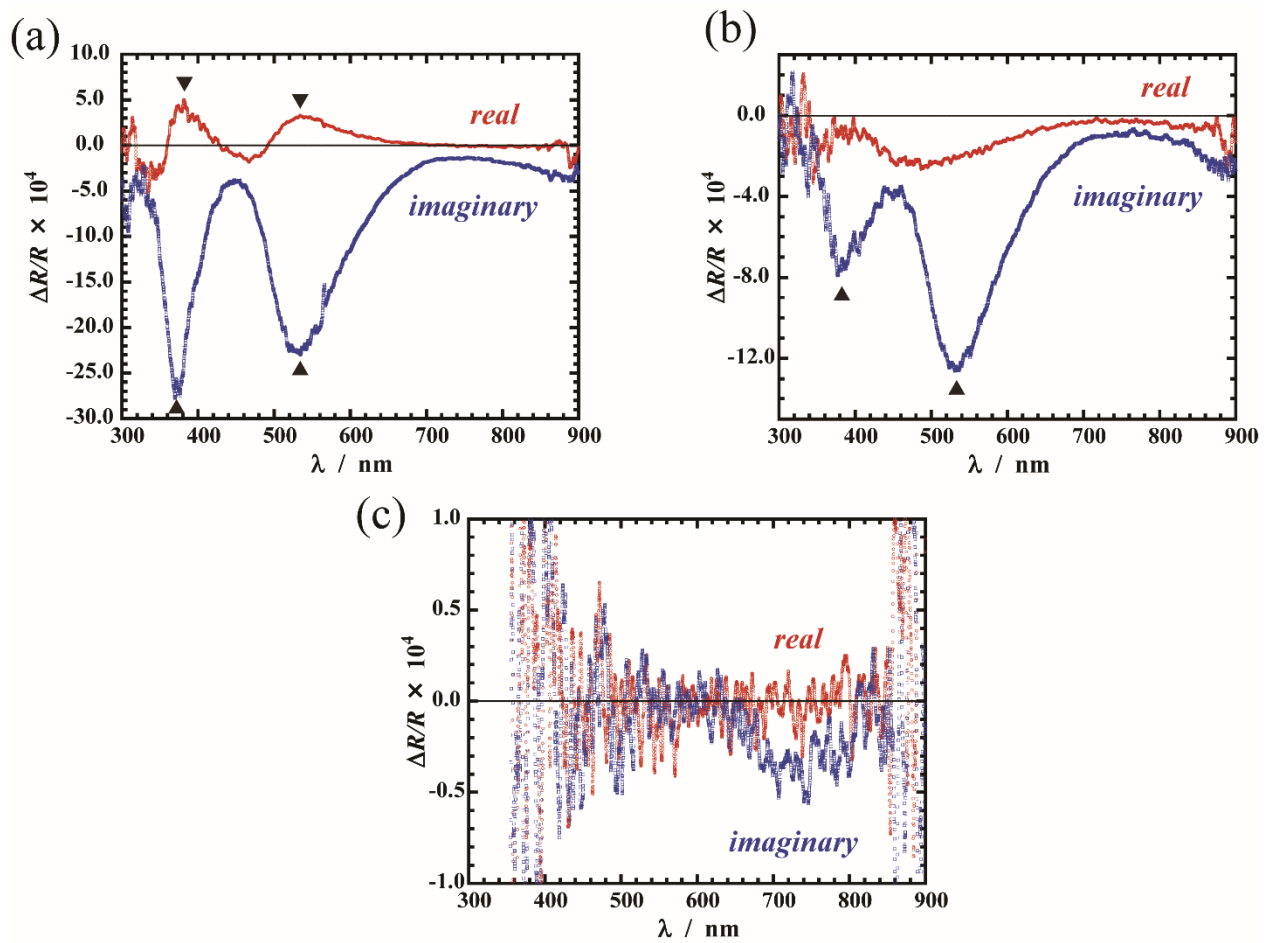 (a)
10.0
5.0
0.0
-5.0
-10.0
-15.0
-20.0
-25.0
-30.0
ΔR/R × 10⁴
real
imaginary
300 400 500 600 700 800 900
λ / nm
(b)
0.0
-4.0
-8.0
-12.0
ΔR/R × 10⁴
real
imaginary
300 400 500 600 700 800 900
λ / nm
(c)
1.0
0.5
0.0
-0.5
-1.0
ΔR/R × 10⁴
real
imaginary
300 400 500 600 700 800 900
λ / nm